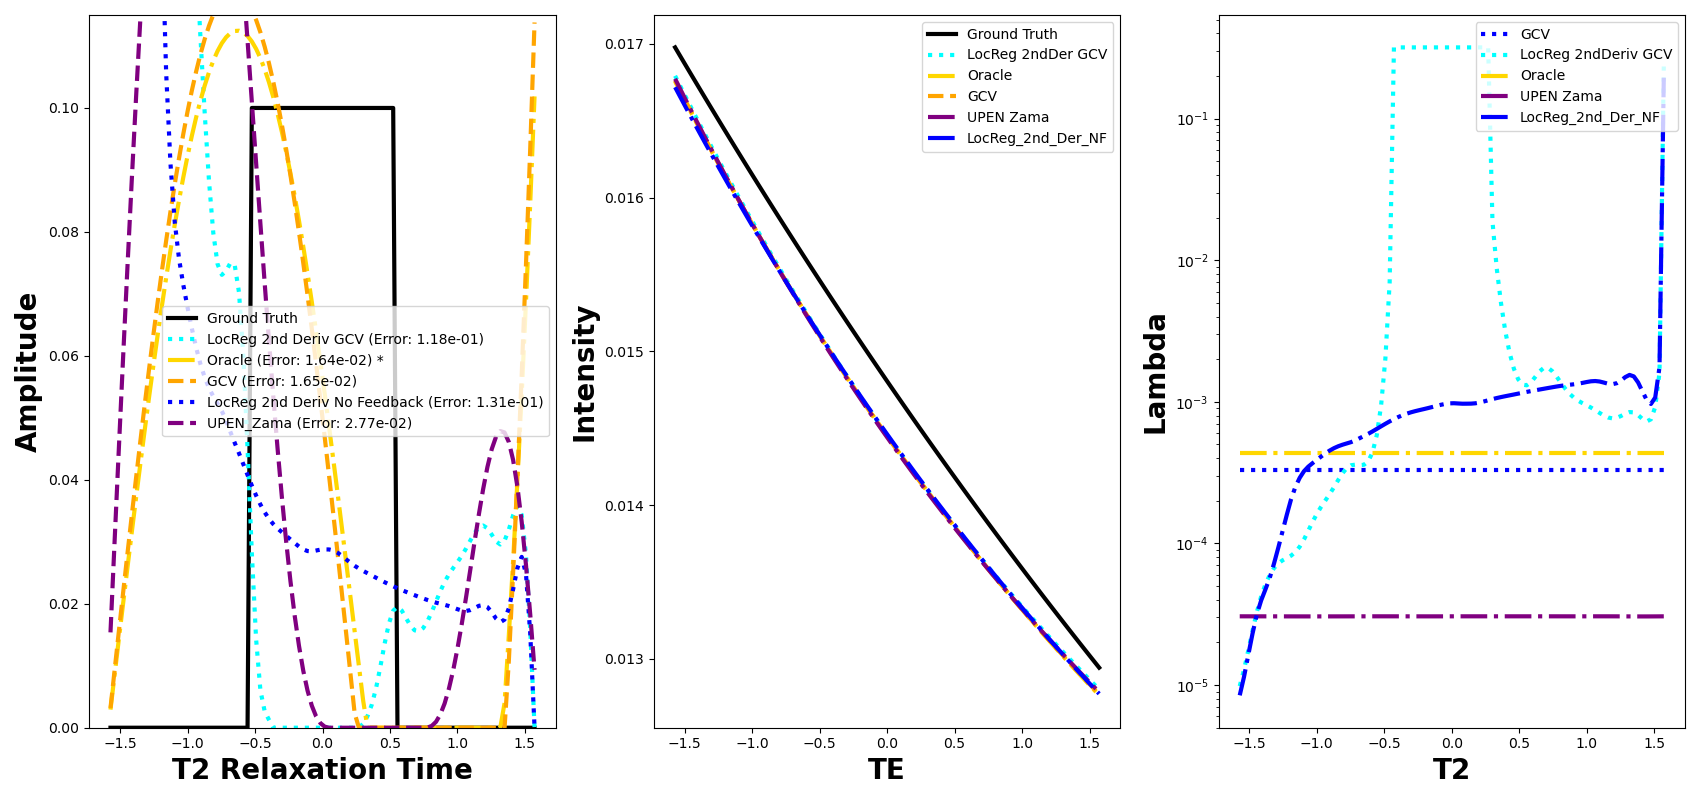 Amplitude
0.10
0.08
0.06
0.04
0.02
0.00
Ground Truth
LocReg 2nd Deriv GCV (Error: 1.18e-01)
Oracle (Error: 1.64e-02) *
GCV (Error: 1.65e-02)
LocReg 2nd Deriv No Feedback (Error: 1.31e-01)
UPEN_Zama (Error: 2.77e-02)
−1.5 −1.0 −0.5 0.0 0.5 1.0 1.5
T2 Relaxation Time
Intensity
0.017
0.016
0.015
0.014
0.013
Ground Truth
LocReg 2ndDer GCV
Oracle
GCV
UPEN Zama
LocReg_2nd_Der_NF
−1.5 −1.0 −0.5 0.0 0.5 1.0 1.5
TE
Lambda
10⁻¹
10⁻²
10⁻³
10⁻⁴
10⁻⁵
GCV
LocReg 2ndDeriv GCV
Oracle
UPEN Zama
LocReg_2nd_Der_NF
−1.5 −1.0 −0.5 0.0 0.5 1.0 1.5
T2